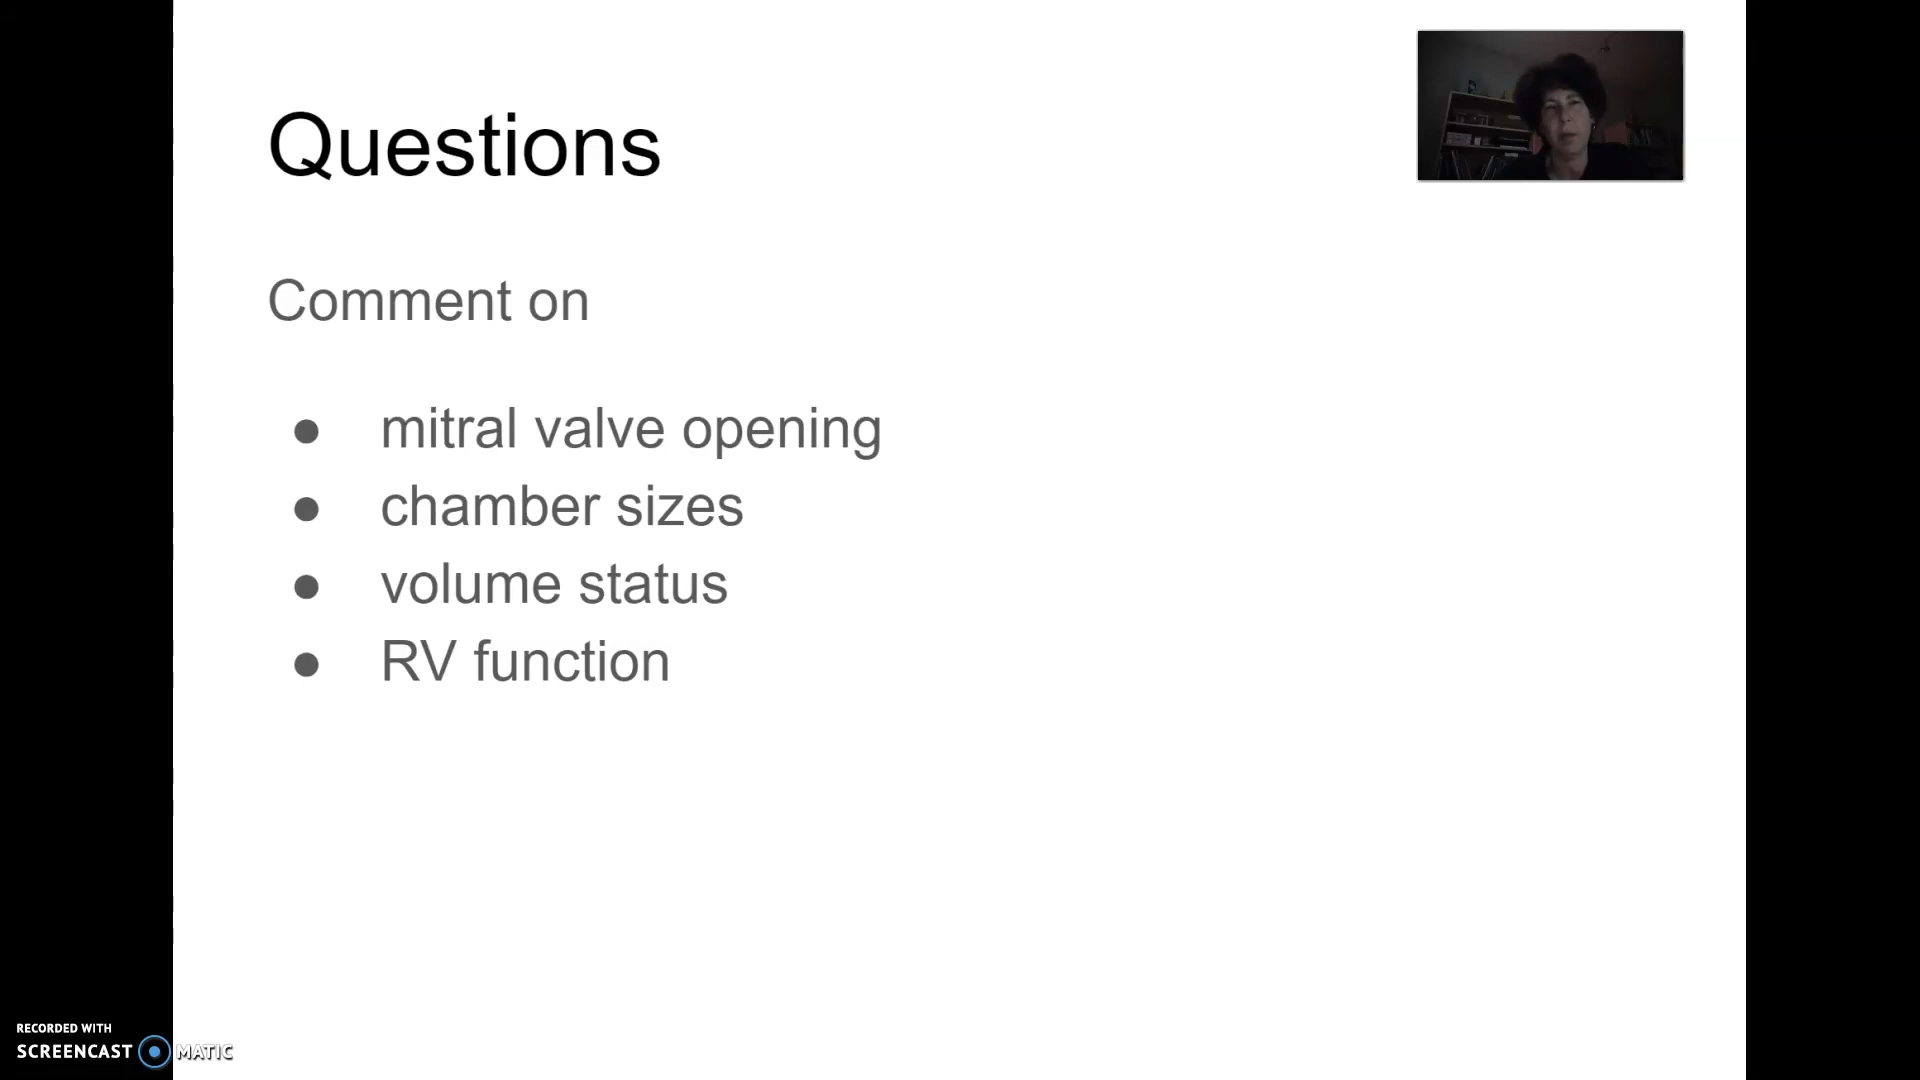 Questions
Comment on
● mitral valve opening
● chamber sizes
● volume status
● RV function
RECORDED WITH
SCREENCAST MATIC